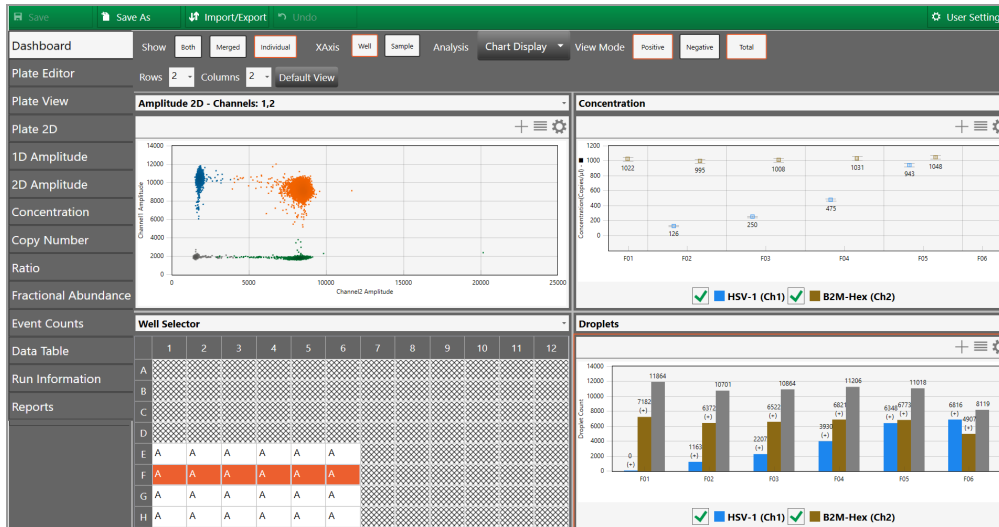 Save Save As Import/Export Undo User Setting
Dashboard
Plate Editor
Plate View
Plate 2D
1D Amplitude
2D Amplitude
Concentration
Copy Number
Ratio
Fractional Abundance
Event Counts
Data Table
Run Information
Reports
Show Both Merged Individual XAxis Well Sample Analysis Chart Display View Mode Positive Negative Total
Rows 2 Columns 2 Default View
Amplitude 2D - Channels: 1,2
Channel1 Amplitude
14000
12000
10000
8000
6000
4000
2000
0
0 5000 10000 15000 20000 25000
Channel2 Amplitude
Concentration
Concentration(Copies/µl)
1200
1000
800
600
400
200
0
1022 995 1008 1031 943 1048
126 250 475
F01 F02 F03 F04 F05 F06
HSV-1 (Ch1) B2M-Hex (Ch2)
Well Selector
1 2 3 4 5 6 7 8 9 10 11 12
A
B
C
D
E A A A A A A
F A A A A A A
G A A A A A A
H A A A A A A
Droplets
Droplet Count
14000
12000
10000
8000
6000
4000
2000
0
0 (+) 7182 (+) 11864
1163 (+) 6372 (+) 10701
2207 (+) 6522 (+) 10864
3930 (+) 6821 (+) 11206
6348 (+) 6773 (+) 11018
6816 (+) 4907 (+) 8119
F01 F02 F03 F04 F05 F06
HSV-1 (Ch1) B2M-Hex (Ch2)